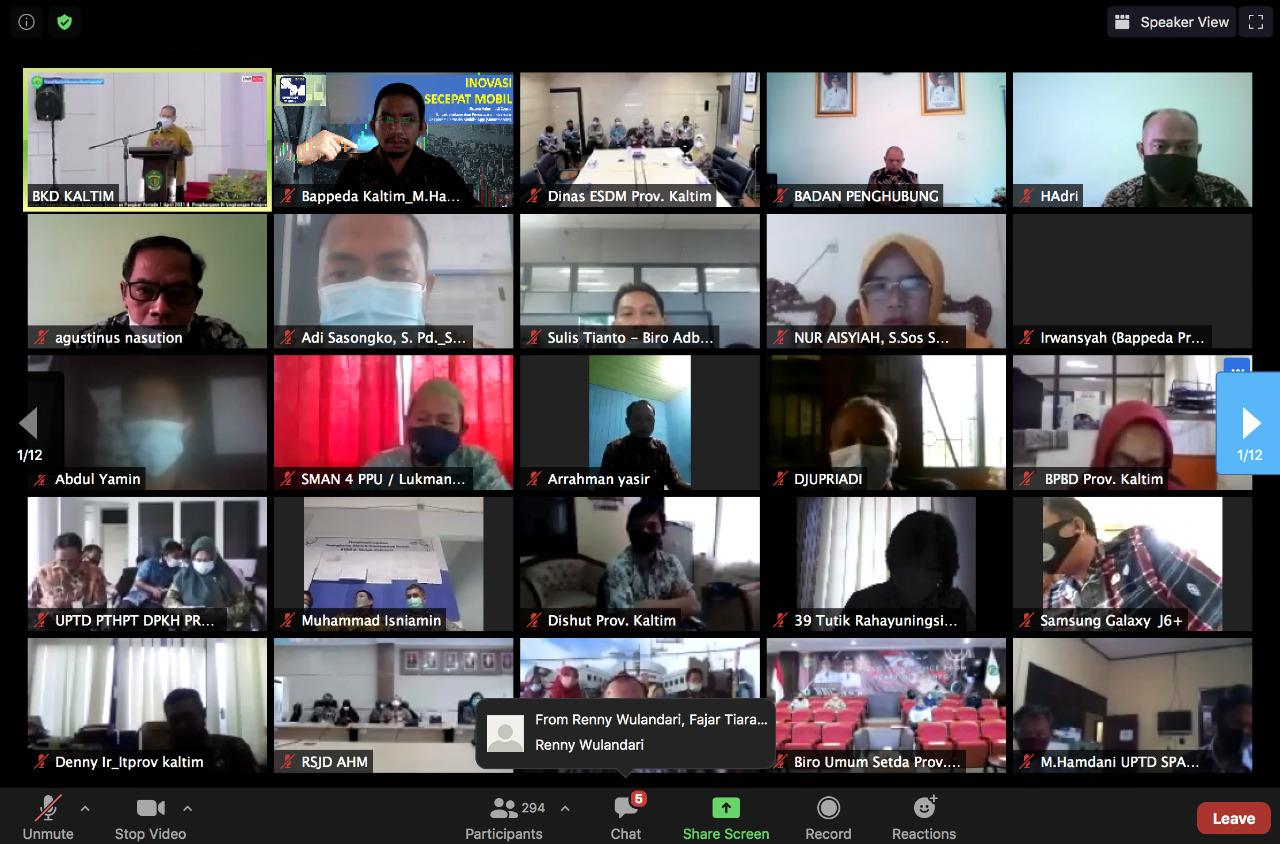 Speaker View
BKD KALTIM
INOVASI
SECEPAT MOBIL
Bappeda Kaltim_M.Ha...
Dinas ESDM Prov. Kaltim
BADAN PENGHUBUNG
HAdri
agustinus nasution
Adi Sasongko, S. Pd._S...
Sulis Tianto – Biro Adb...
NUR AISYIAH, S.Sos S...
Irwansyah (Bappeda Pr...
1/12
Abdul Yamin
SMAN 4 PPU / Lukman...
Arrahman yasir
DJUPRIADI
BPBD Prov. Kaltim
1/12
UPTD PTHPT DPKH PR...
Muhammad Isniamin
Dishut Prov. Kaltim
39 Tutik Rahayuningsi...
Samsung Galaxy J6+
Denny Ir_Itprov kaltim
RSJD AHM
From Renny Wulandari, Fajar Tiara...
Renny Wulandari
Biro Umum Setda Prov....
M.Hamdani UPTD SPA...
Unmute
Stop Video
294
Participants
5
Chat
Share Screen
Record
Reactions
Leave